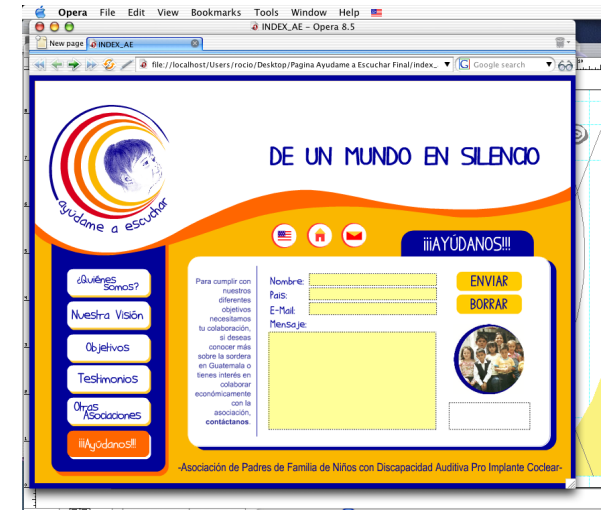 Opera File Edit View Bookmarks Tools Window Help
INDEX_AE – Opera 8.5
New page INDEX_AE
file://localhost/Users/rocio/Desktop/Pagina Ayudame a Escuchar Final/index_
G Google search
ayúdame a escuchar
DE UN MUNDO EN SILENCIO
¡¡¡AYÚDANOS!!!
¿Quiénes
Somos?
Nuestra Visión
Objetivos
Testimonios
Otras
Asociaciones
¡¡¡Ayúdanos!!!
Para cumplir con
nuestros
diferentes
objetivos
necesitamos
tu colaboración,
si deseas
conocer más
sobre la sordera
en Guatemala o
tienes interés en
colaborar
económicamente
con la
asociación,
contáctanos.
Nombre:
Pais:
E-Mail:
Mensaje:
ENVIAR
BORRAR
-Asociación de Padres de Familia de Niños con Discapacidad Auditiva Pro Implante Coclear-